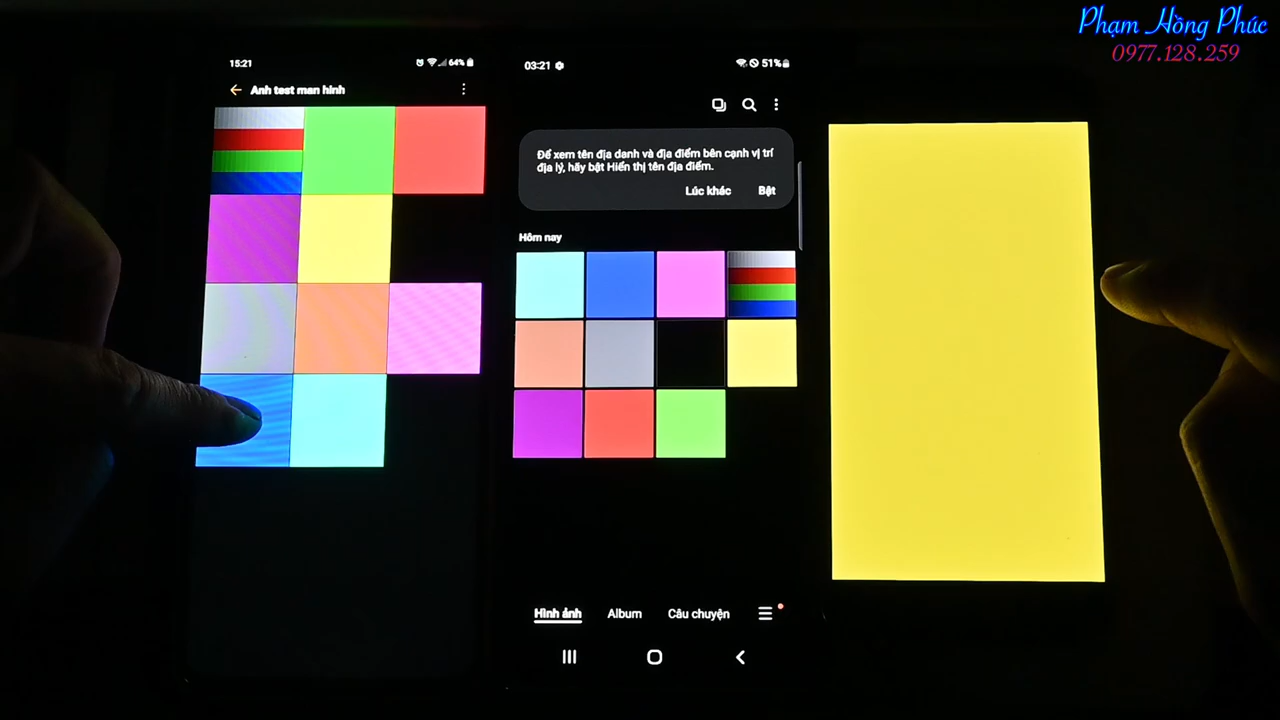 Phạm Hồng Phúc
0977.128.259
15:21
64%
Anh test man hinh
03:21
51%
Để xem tên địa danh và địa điểm bên cạnh vị trí
địa lý, hãy bật Hiển thị tên địa điểm.
Lúc khác
Bật
Hôm nay
Hình ảnh
Album
Câu chuyện